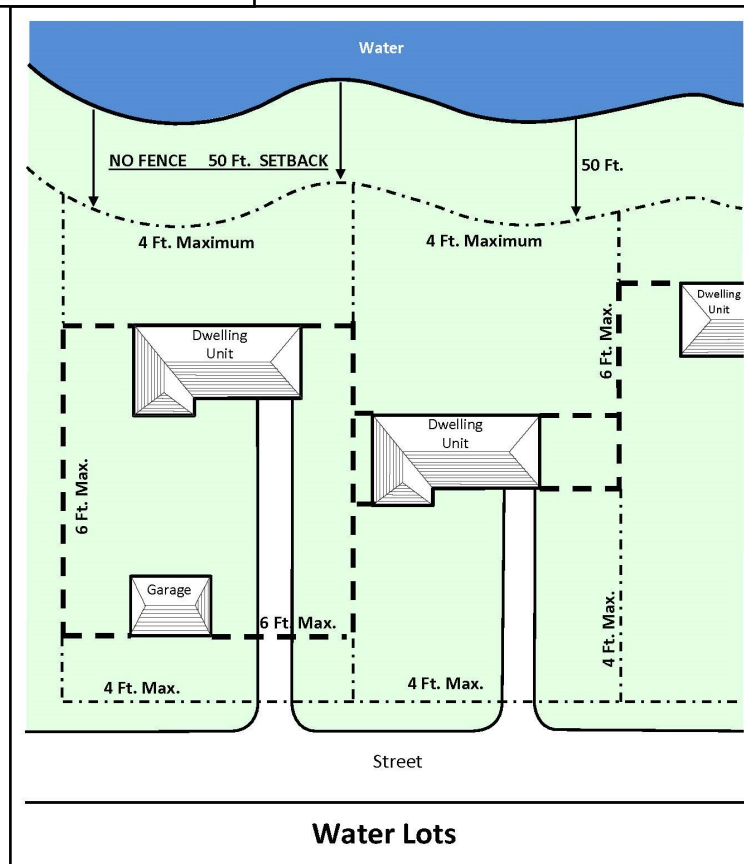 Water
NO FENCE 50 Ft. SETBACK
50 Ft.
4 Ft. Maximum
4 Ft. Maximum
Dwelling
Unit
Dwelling
Unit
6 Ft. Max.
Dwelling
Unit
6 Ft. Max.
Garage
6 Ft. Max.
4 Ft. Max.
4 Ft. Max.
4 Ft. Max.
Street
Water Lots